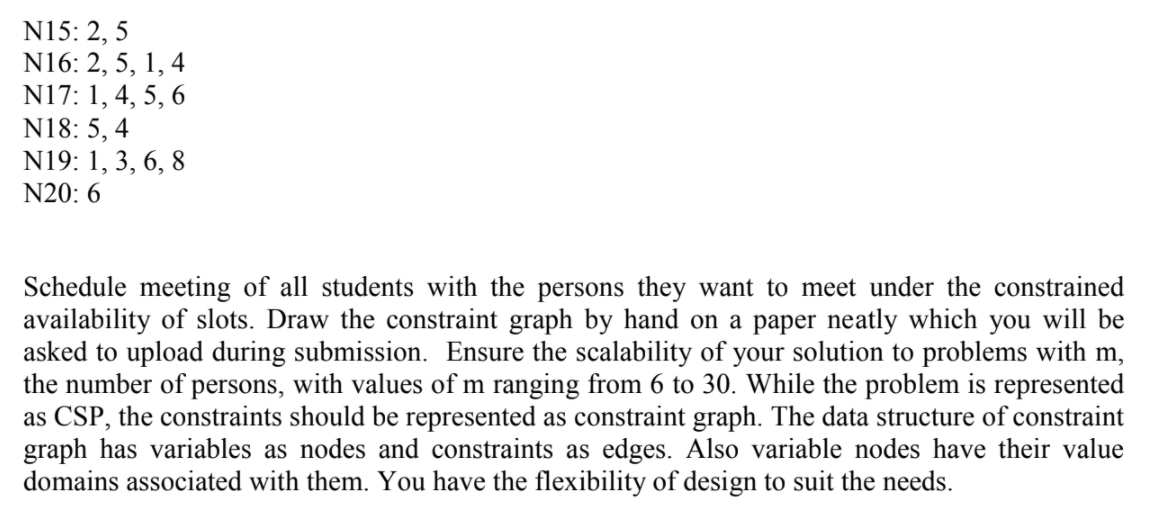 N15: 2, 5
N16: 2, 5, 1, 4
N17: 1, 4, 5, 6
N18: 5, 4
N19: 1, 3, 6, 8
N20: 6
Schedule meeting of all students with the persons they want to meet under the constrained
availability of slots. Draw the constraint graph by hand on a paper neatly which you will be
asked to upload during submission. Ensure the scalability of your solution to problems with m,
the number of persons, with values of m ranging from 6 to 30. While the problem is represented
as CSP, the constraints should be represented as constraint graph. The data structure of constraint
graph has variables as nodes and constraints as edges. Also variable nodes have their value
domains associated with them. You have the flexibility of design to suit the needs.